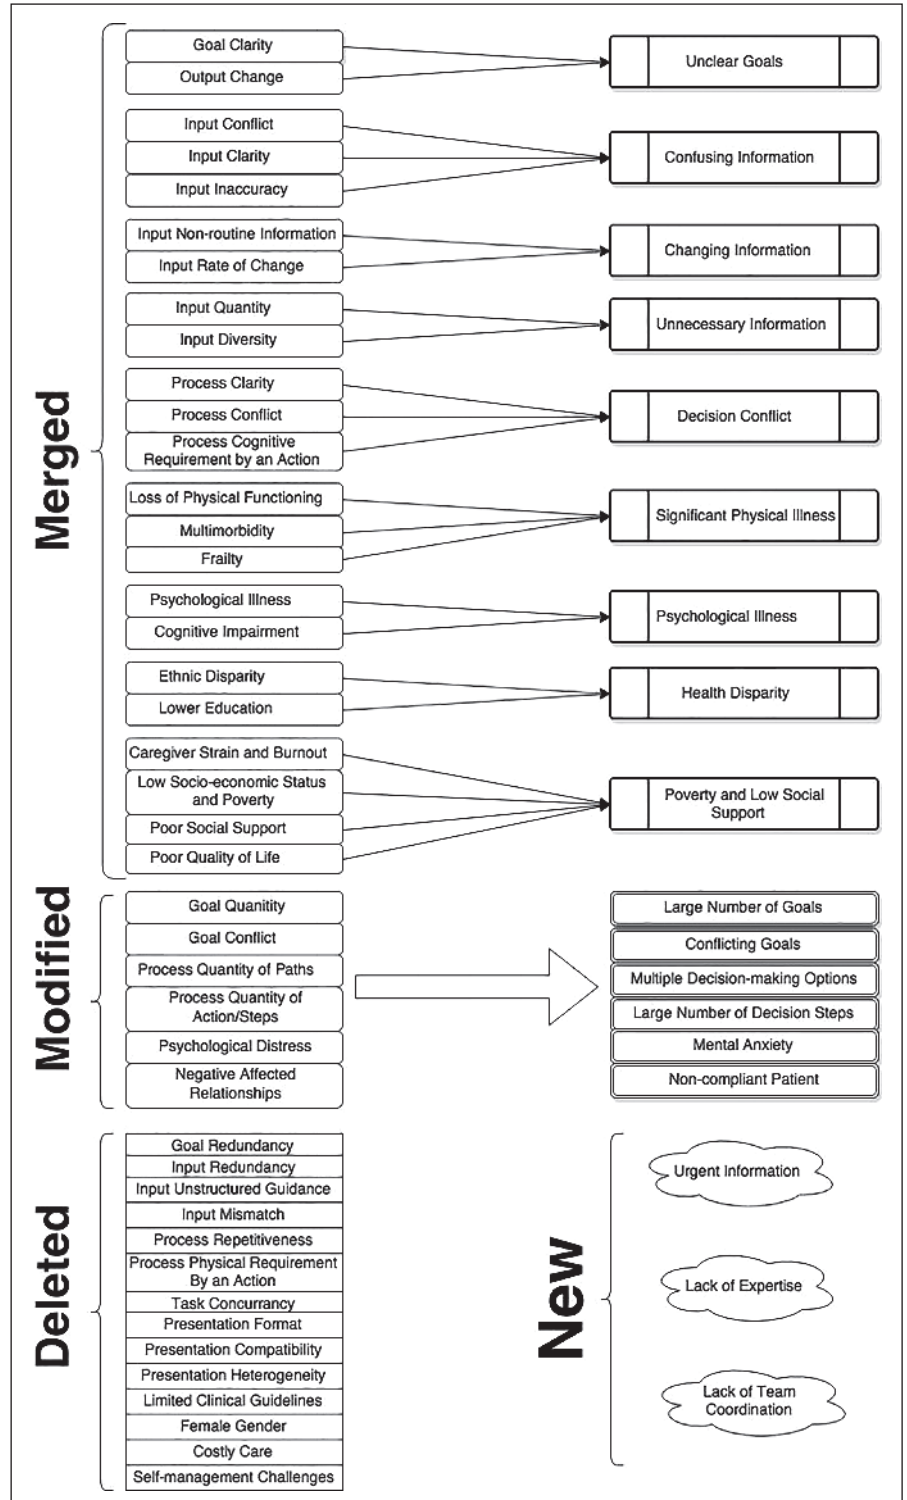 Merged
Goal Clarity
Output Change
Unclear Goals
Input Conflict
Input Clarity
Input Inaccuracy
Confusing Information
Input Non-routine Information
Input Rate of Change
Changing Information
Input Quantity
Input Diversity
Unnecessary Information
Process Clarity
Process Conflict
Process Cognitive
Requirement by an Action
Decision Conflict
Loss of Physical Functioning
Multimorbidity
Frailty
Significant Physical Illness
Psychological Illness
Cognitive Impairment
Psychological Illness
Ethnic Disparity
Lower Education
Health Disparity
Caregiver Strain and Burnout
Low Socio-economic Status
and Poverty
Poor Social Support
Poor Quality of Life
Poverty and Low Social
Support
Modified
Goal Quanitity
Goal Conflict
Process Quantity of Paths
Process Quantity of
Action/Steps
Psychological Distress
Negative Affected
Relationships
Large Number of Goals
Conflicting Goals
Multiple Decision-making Options
Large Number of Decision Steps
Mental Anxiety
Non-compliant Patient
Deleted
Goal Redundancy
Input Redundancy
Input Unstructured Guidance
Input Mismatch
Process Repetitiveness
Process Physical Requirement
By an Action
Task Concurrancy
Presentation Format
Presentation Compatibility
Presentation Heterogeneity
Limited Clinical Guidelines
Female Gender
Costly Care
Self-management Challenges
New
Urgent Information
Lack of Expertise
Lack of Team
Coordination